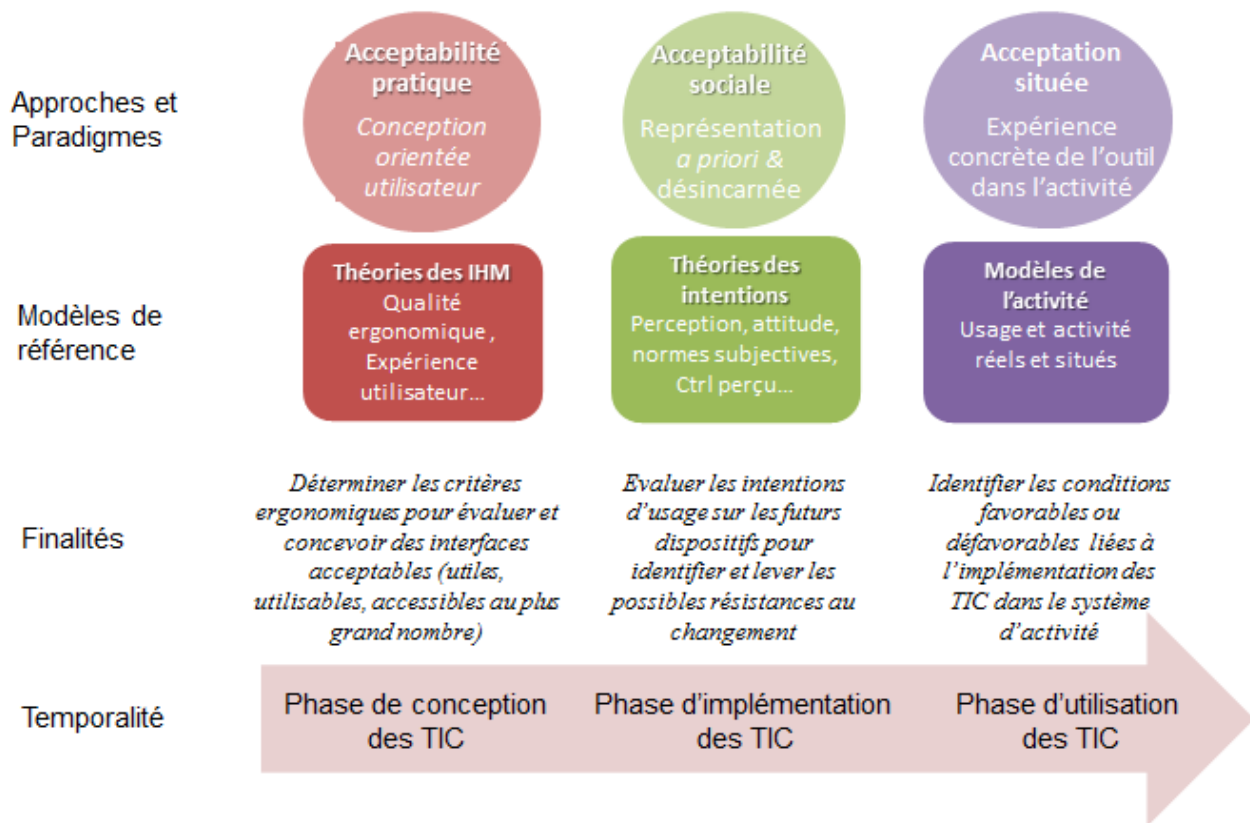 Approches et
Paradigmes
Acceptabilité
pratique
Conception
orientée
utilisateur
Acceptabilité
sociale
Représentation
a priori &
désincarnée
Acceptation
située
Expérience
concrète de l'outil
dans l'activité
Modèles de
référence
Théories des IHM
Qualité
ergonomique ,
Expérience
utilisateur...
Théories des
intentions
Perception, attitude,
normes subjectives,
Ctrl perçu...
Modèles de
l'activité
Usage et activité
réels et situés
Finalités
Déterminer les critères
ergonomiques pour évaluer et
concevoir des interfaces
acceptables (utiles,
utilisables, accessibles au plus
grand nombre)
Evaluer les intentions
d'usage sur les futurs
dispositifs pour
identifier et lever les
possibles résistances au
changement
Identifier les conditions
favorables ou
défavorables liées à
l'implémentation des
TIC dans le système
d'activité
Temporalité
Phase de conception
des TIC
Phase d'implémentation
des TIC
Phase d'utilisation
des TIC